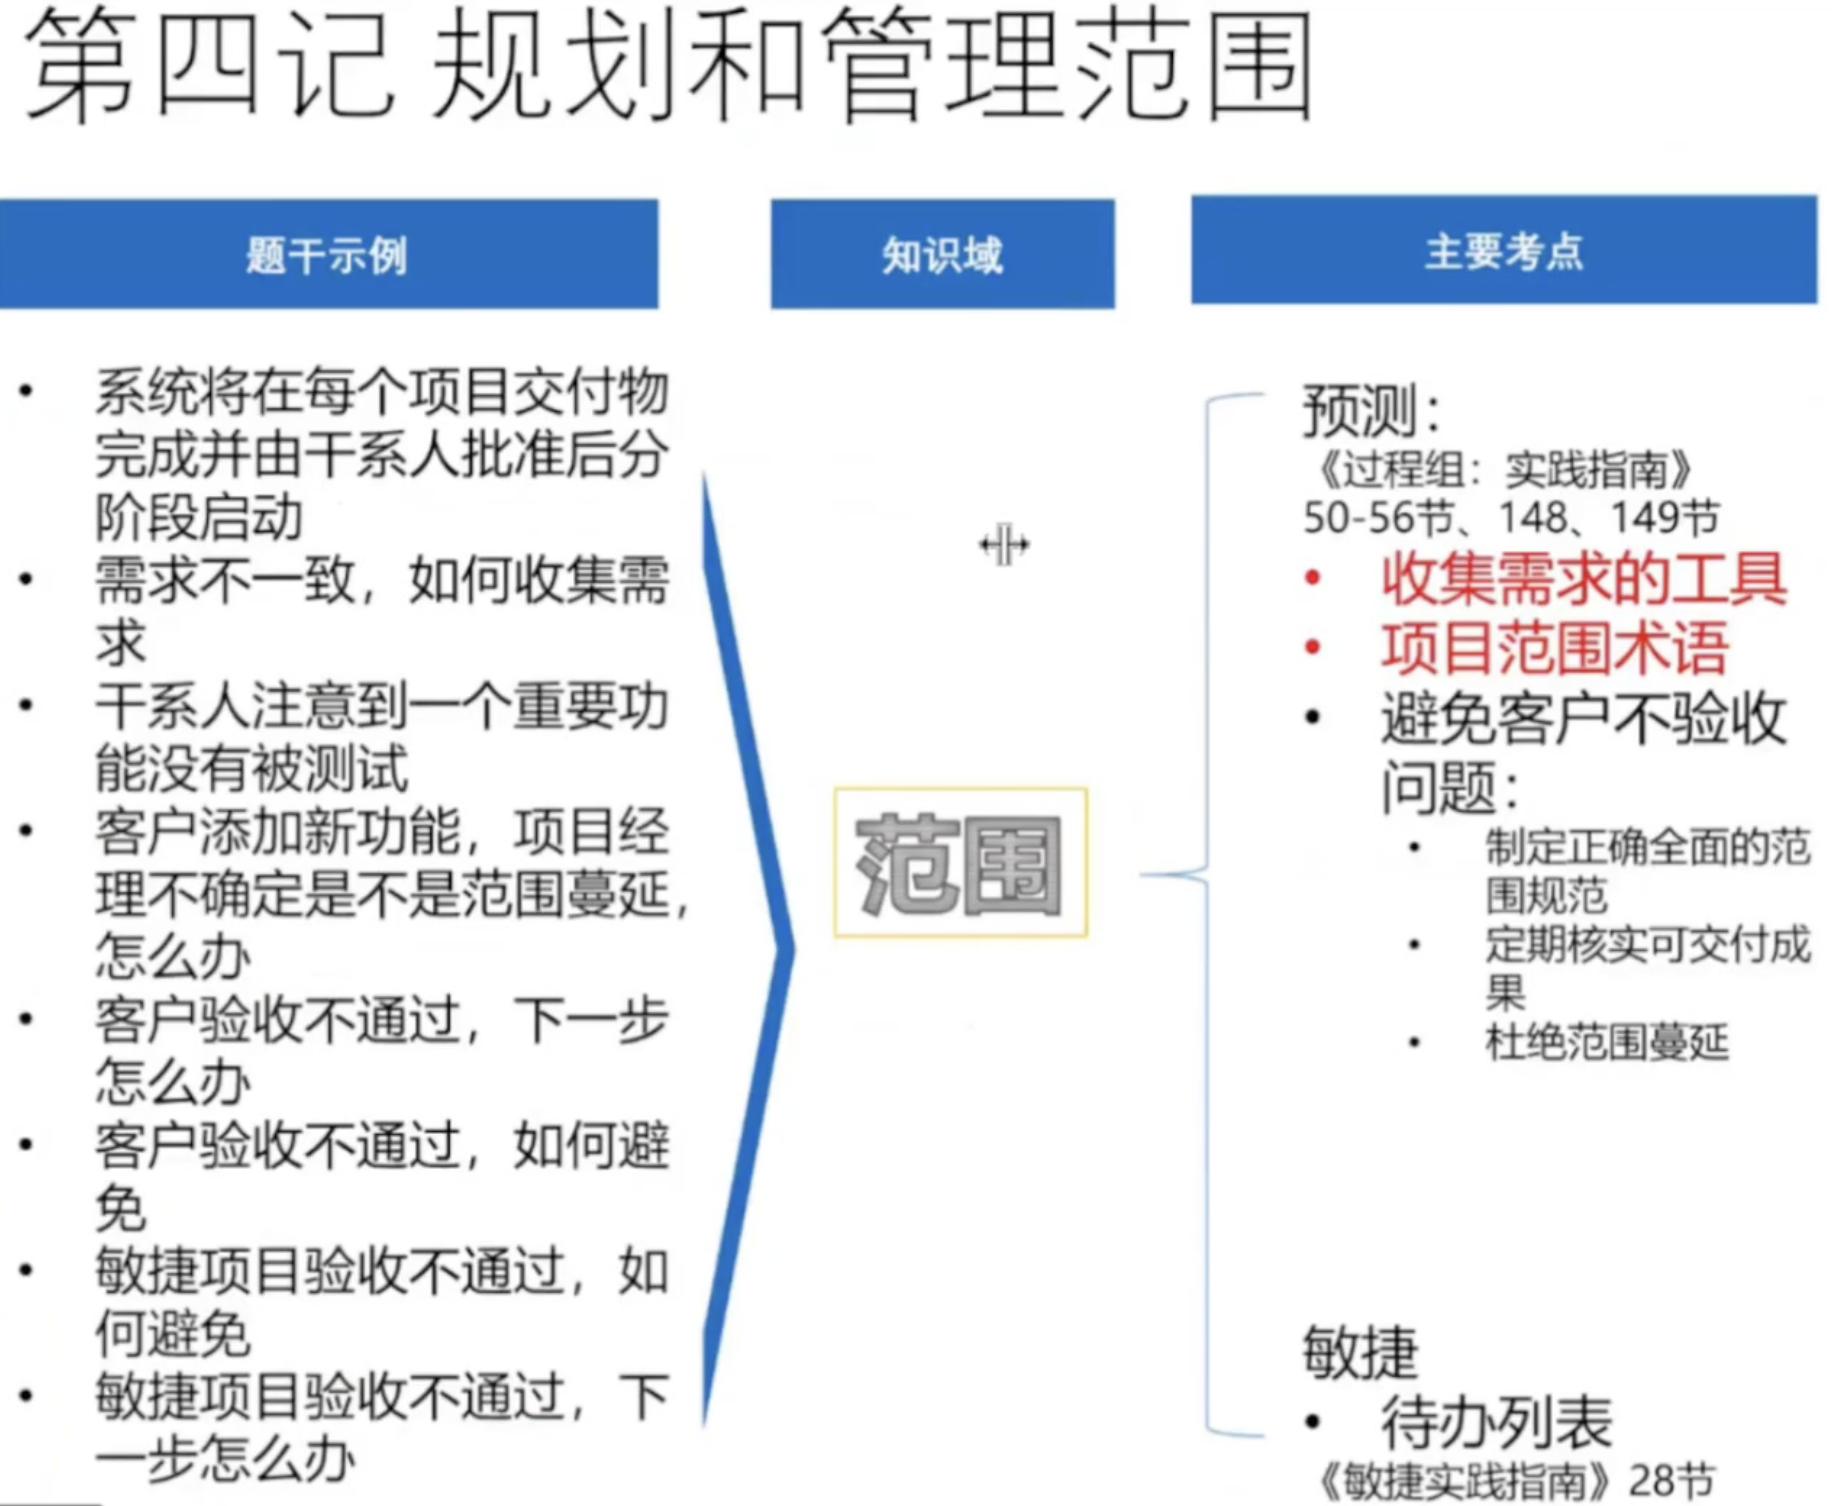 第四记 规划和管理范围
题干示例
知识域
主要考点
• 系统将在每个项目交付物
完成并由干系人批准后分
阶段启动
• 需求不一致，如何收集需
求
• 干系人注意到一个重要功
能没有被测试
• 客户添加新功能，项目经
理不确定是不是范围蔓延，
怎么办
• 客户验收不通过，下一步
怎么办
• 客户验收不通过，如何避
免
• 敏捷项目验收不通过，如
何避免
• 敏捷项目验收不通过，下
一步怎么办
范围
预测：
《过程组：实践指南》
50-56节、148、149节
• 收集需求的工具
• 项目范围术语
• 避免客户不验收
问题：
• 制定正确全面的范
围规范
• 定期核实可交付成
果
• 杜绝范围蔓延
敏捷
• 待办列表
《敏捷实践指南》28节